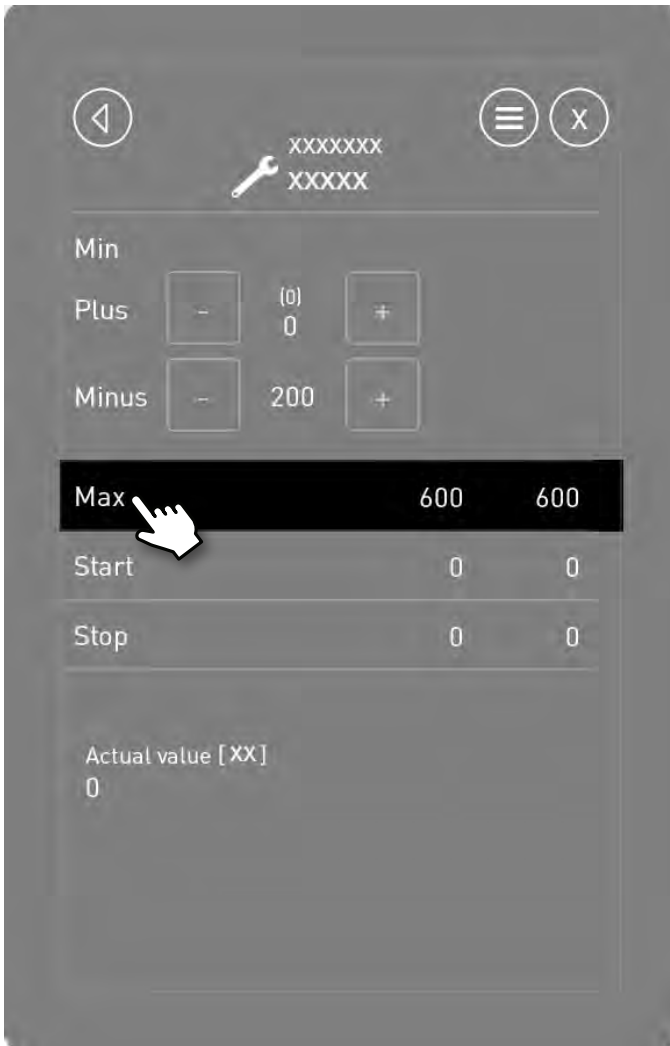 X
XXXXXXX
XXXXX
Min
Plus - (0) +
0
Minus - 200 +
Max 600 600
Start 0 0
Stop 0 0
Actual value [XX]
0